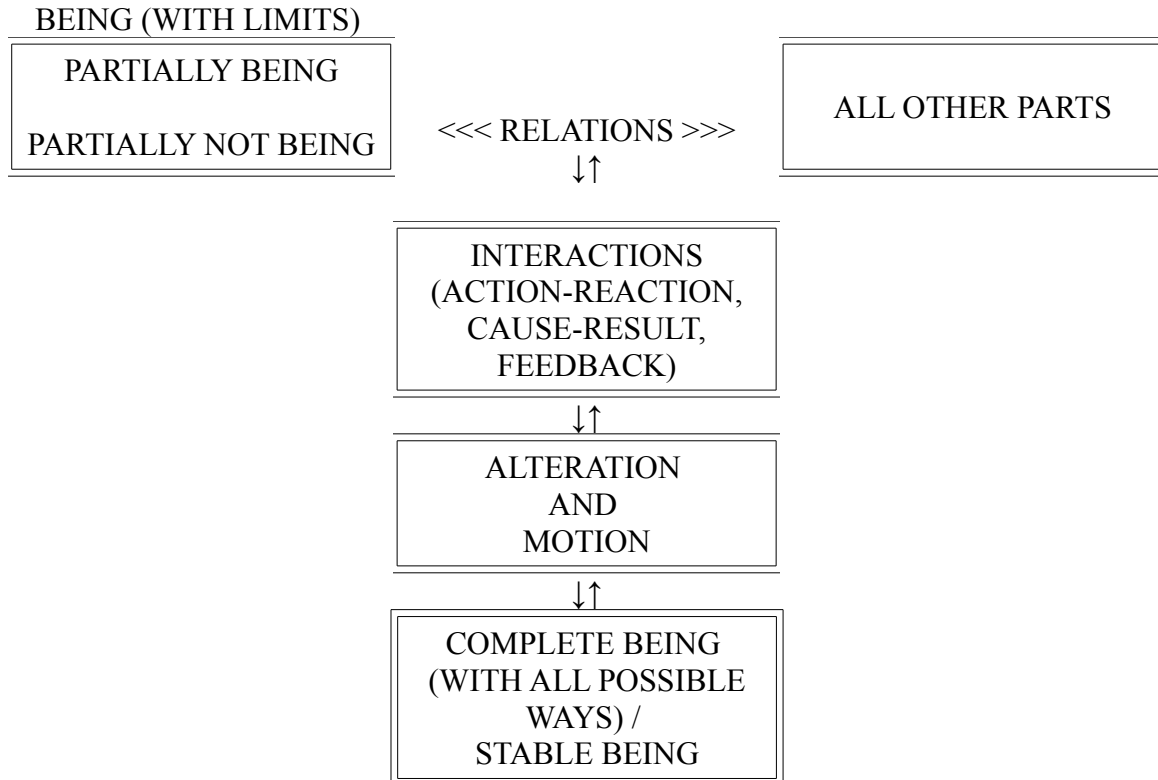 BEING (WITH LIMITS)
PARTIALLY BEING
PARTIALLY NOT BEING
<<< RELATIONS >>>
ALL OTHER PARTS
↓↑
INTERACTIONS
(ACTION-REACTION,
CAUSE-RESULT,
FEEDBACK)
↓↑
ALTERATION
AND
MOTION
↓↑
COMPLETE BEING
(WITH ALL POSSIBLE
WAYS) /
STABLE BEING